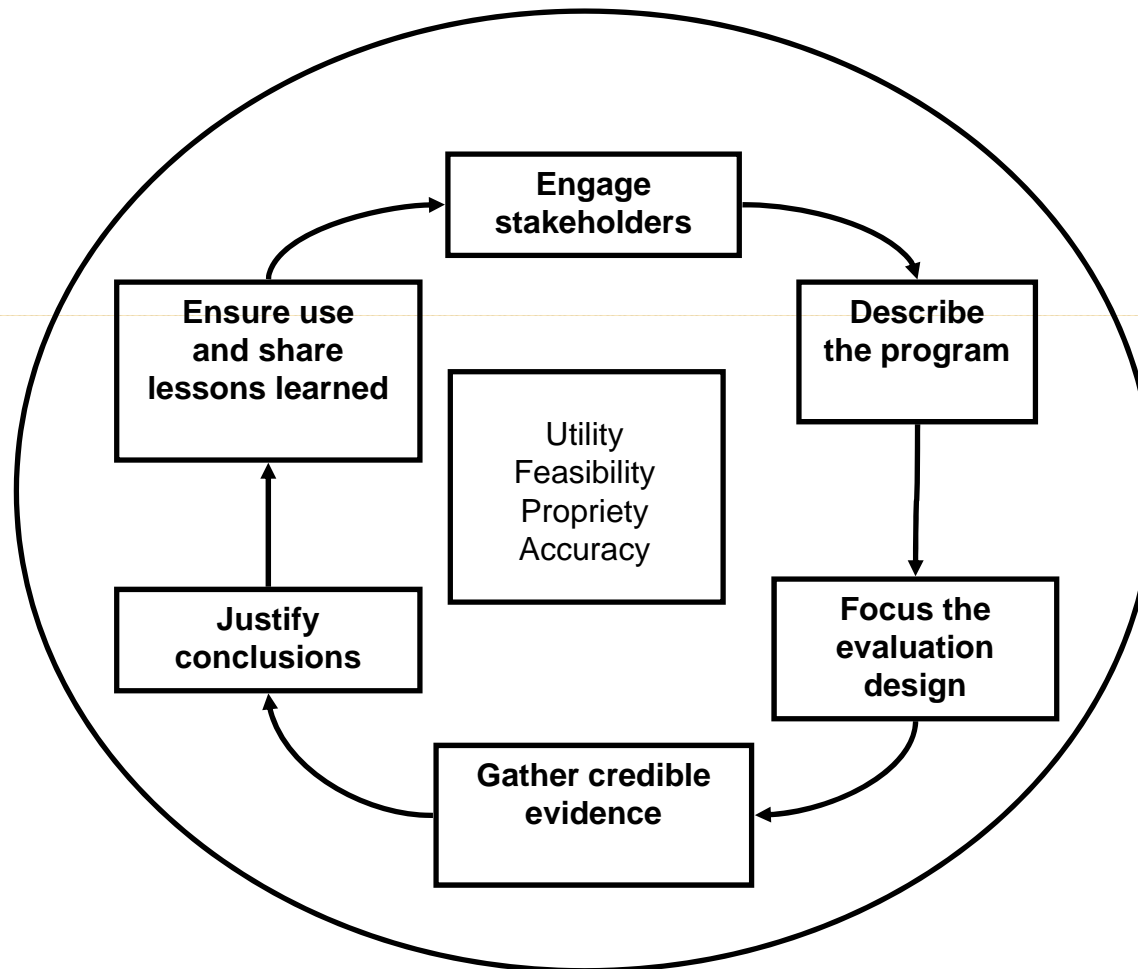 Engage
stakeholders
Describe
the program
Focus the
evaluation
design
Gather credible
evidence
Justify
conclusions
Ensure use
and share
lessons learned
Utility
Feasibility
Propriety
Accuracy